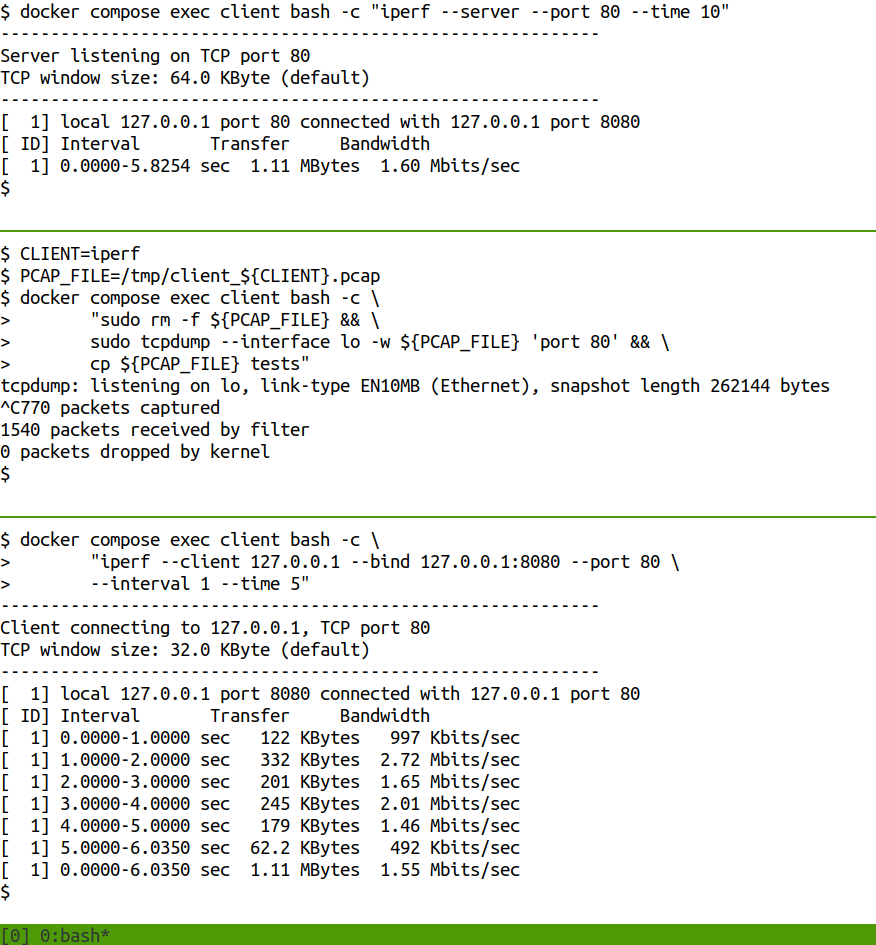 $ docker compose exec client bash -c "iperf --server --port 80 --time 10"
------------------------------------------------------------
Server listening on TCP port 80
TCP window size: 64.0 KByte (default)
------------------------------------------------------------
[  1] local 127.0.0.1 port 80 connected with 127.0.0.1 port 8080
[ ID] Interval       Transfer     Bandwidth
[  1] 0.0000-5.8254 sec  1.11 MBytes  1.60 Mbits/sec
$
$ CLIENT=iperf
$ PCAP_FILE=/tmp/client_${CLIENT}.pcap
$ docker compose exec client bash -c \
>        "sudo rm -f ${PCAP_FILE} && \
>        sudo tcpdump --interface lo -w ${PCAP_FILE} 'port 80' && \
>        cp ${PCAP_FILE} tests"
tcpdump: listening on lo, link-type EN10MB (Ethernet), snapshot length 262144 bytes
^C770 packets captured
1540 packets received by filter
0 packets dropped by kernel
$
$ docker compose exec client bash -c \
>        "iperf --client 127.0.0.1 --bind 127.0.0.1:8080 --port 80 \
>        --interval 1 --time 5"
------------------------------------------------------------
Client connecting to 127.0.0.1, TCP port 80
TCP window size: 32.0 KByte (default)
------------------------------------------------------------
[  1] local 127.0.0.1 port 8080 connected with 127.0.0.1 port 80
[ ID] Interval       Transfer     Bandwidth
[  1] 0.0000-1.0000 sec   122 KBytes   997 Kbits/sec
[  1] 1.0000-2.0000 sec   332 KBytes  2.72 Mbits/sec
[  1] 2.0000-3.0000 sec   201 KBytes  1.65 Mbits/sec
[  1] 3.0000-4.0000 sec   245 KBytes  2.01 Mbits/sec
[  1] 4.0000-5.0000 sec   179 KBytes  1.46 Mbits/sec
[  1] 5.0000-6.0350 sec  62.2 KBytes   492 Kbits/sec
[  1] 0.0000-6.0350 sec  1.11 MBytes  1.55 Mbits/sec
$
[0] 0:bash*